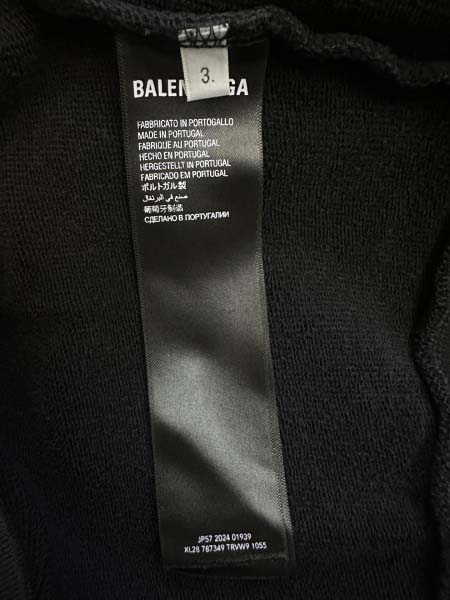 3.
BALEN GA
FABBRICATO IN PORTOGALLO
MADE IN PORTUGAL
FABRIQUE AU PORTUGAL
HECHO EN PORTUGAL
HERGESTELLT IN PORTUGAL
FABRICADO EM PORTUGAL
ポルトガル製
صنع في البرتغال
葡萄牙制造
СДЕЛАНО В ПОРТУГАЛИИ
JP57 2024 01939
XL28 787349 TRVW9 1055